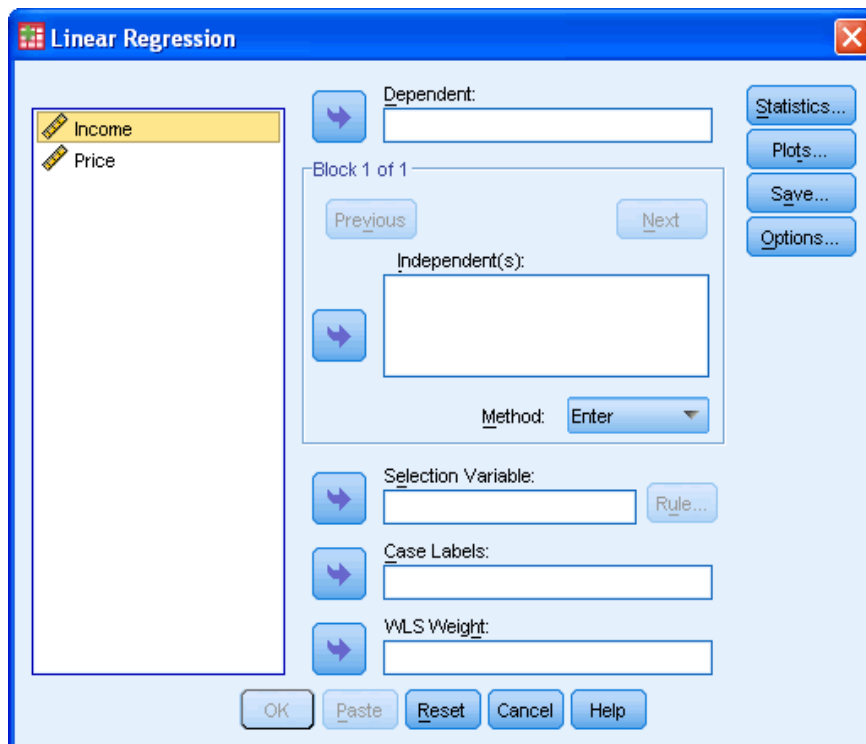 Linear Regression
Income
Price
Dependent:
Statistics...
Plots...
Save...
Options...
Block 1 of 1
Previous
Next
Independent(s):
Method:
Enter
Selection Variable:
Rule...
Case Labels:
WLS Weight:
OK
Paste
Reset
Cancel
Help